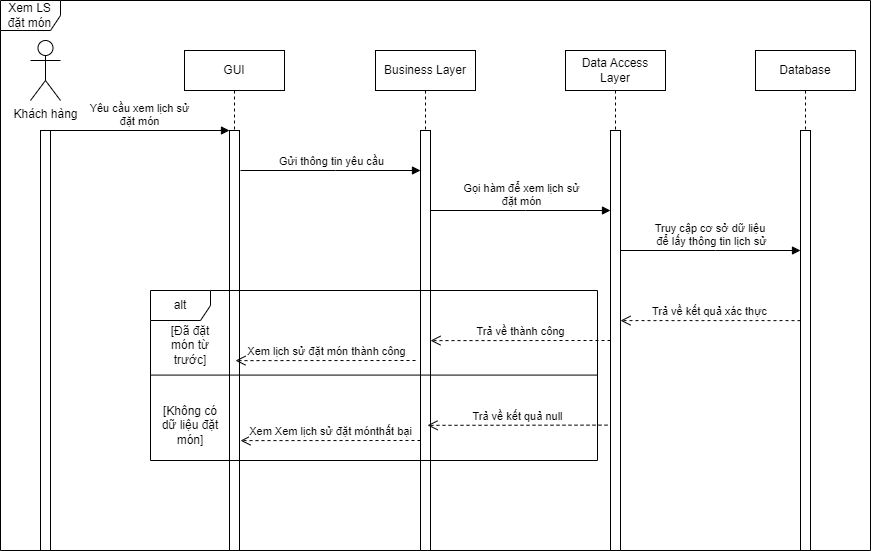 Xem LS
đặt món
Khách hàng
GUI
Business Layer
Data Access
Layer
Database
Yêu cầu xem lịch sử
đặt món
Gửi thông tin yêu cầu
Gọi hàm để xem lịch sử
đặt món
Truy cập cơ sở dữ liệu
để lấy thông tin lịch sử
alt
Trả về kết quả xác thực
[Đã đặt
món từ
trước]
Trả về thành công
Xem lịch sử đặt món thành công
[Không có
dữ liệu đặt
món]
Trả về kết quả null
Xem Xem lịch sử đặt mónthất bại